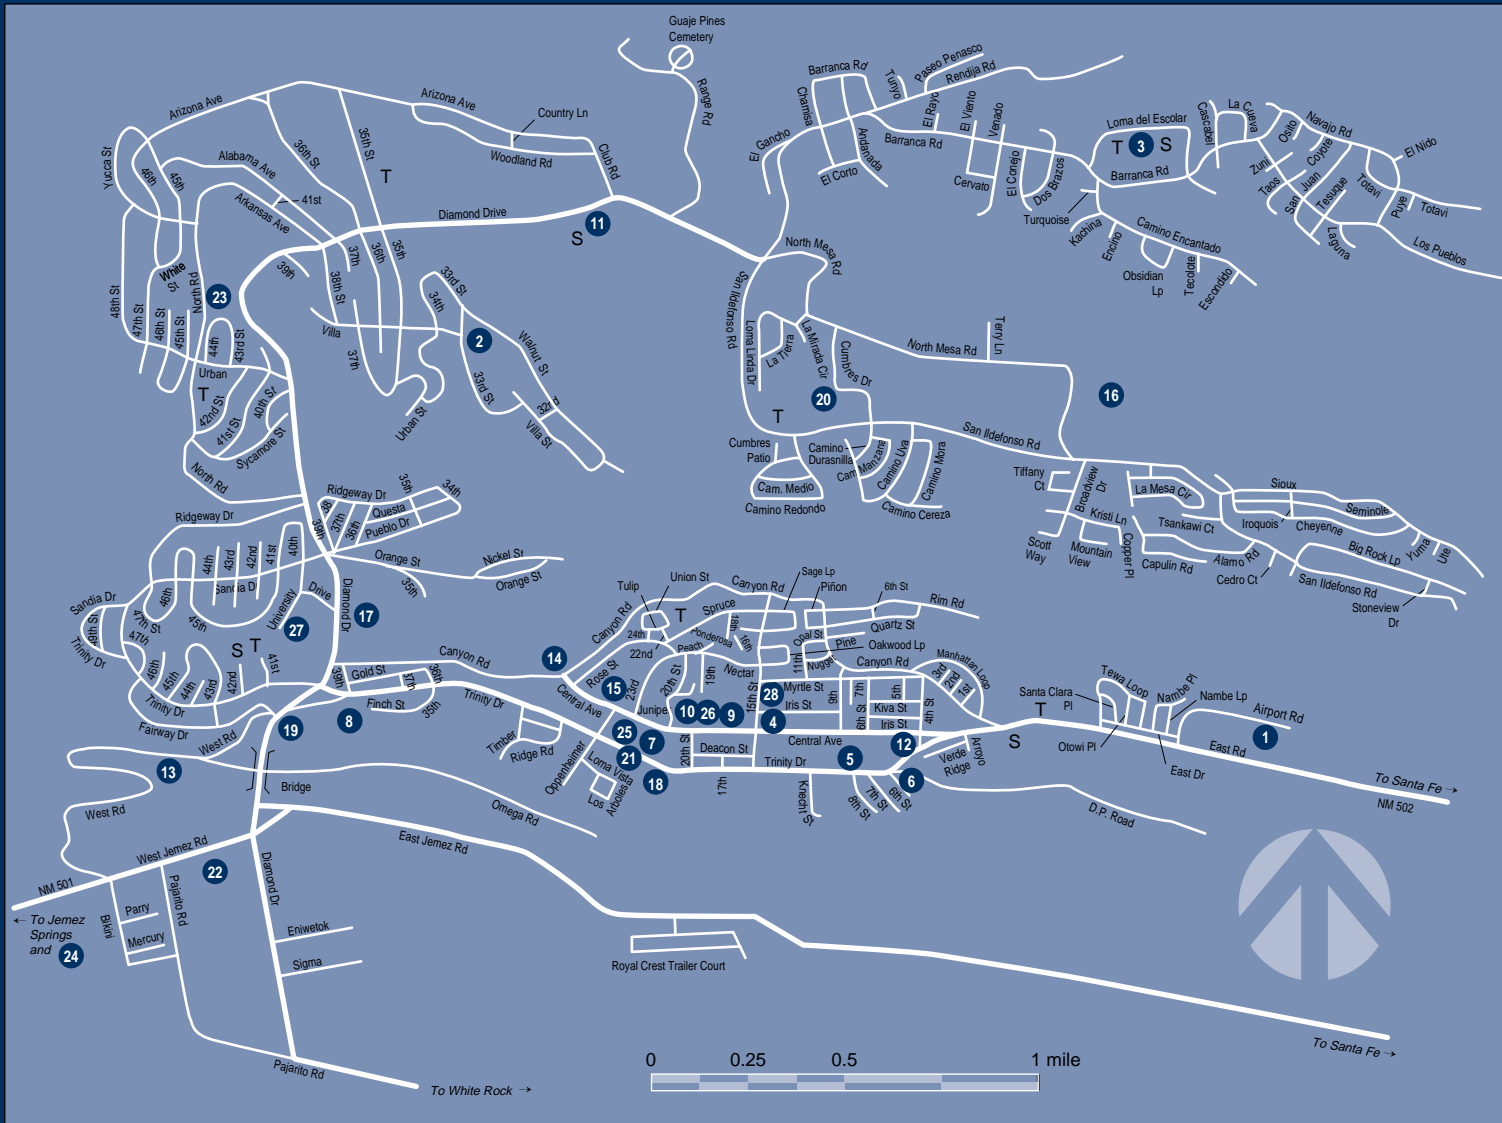 Guaje Pines
Cemetery
Range Rd
Arizona Ave
Arizona Ave
Country Ln
Woodland Rd
Club Rd
35th St
36th St
T
Yucca St
46th
45th
Alabama Ave
41st
Arkansas Ave
Diamond Drive
S
11
39th
37th
36th
35th
38th St
White
St
North Rd
23
48th St
47th St
46th St
45th St
44th
43rd St
Urban
T
42nd St
41st St
40th St
Sycamore St
North Rd
Villa
37th
33rd St
34th
2
Walnut St
33rd St
32nd
Villa St
Urban St
Barranca Rd
Tunyo
Paseo Penasco
Rendija Rd
Chamisa
El Gancho
Andanada
El Corto
Barranca Rd
El Rayo
El Viento
Venado
Cervato
El Conejo
Dos Brazos
Loma del Escolar
T
3
S
Barranca Rd
Cascabel
La
Cueva
Osito
Navajo Rd
Coyote
El Nido
Zuni
Taos
San Juan
Tesuque
Totavi
Puye
Totavi
Laguna
Los Pueblos
Turquoise
Kachina
Encino
Camino Encantado
Obsidian
Lp
Tecolote
Escondido
North Mesa Rd
San Ildefonso Rd
Loma Linda Dr
La Tierra
La Mirada Cir
Cumbres Dr
North Mesa Rd
Terry Ln
20
T
16
San Ildefonso Rd
Cumbres
Patio
Camino
Durasnilla
Cam Manzana
Camino Uva
Camino Mora
Cam. Medio
Camino Redondo
Camino Cereza
Tiffany
Ct
Broadview
Dr
La Mesa Cir
Kristi Ln
Scott
Way
Mountain
View
Copper Pl
Tsankawi Ct
Capulin Rd
Alamo Rd
Cedro Ct
Sioux
Seminole
Iroquois
Cheyenne
Big Rock Lp
Yuma
Ute
San Ildefonso Rd
Stoneview
Dr
Ridgeway Dr
35th
34th
38
37th
36th
Questa
Pueblo Dr
39th
Ridgeway Dr
Orange St
Nickel St
Orange St
35th
44th
43rd
42nd
41st
40th
Sandia D
Sandia Dr
46th
45th
49th St
47th St
47th
Trinity Dr
University
Drive
Diamond Dr
17
27
S
T
46th
45th
44th
43rd
42nd
41st
Trinity Dr
Fairway Dr
West Rd
19
39th
Gold St
37th
36th
Finch St
35th
8
Canyon Rd
Trinity Dr
13
Bridge
West Rd
West Jemez Rd
NM 501
22
Omega Rd
East Jemez Rd
Timber
Ridge Rd
Tulip
Union St
Canyon Rd
Sage Lp
Piñon
6th St
Rim Rd
Canyon Rd
T
Spruce
18th
16th
24th
22nd
Peach
Ponderosa
Opal St
Pine
Quartz St
Oakwood Lp
11th
Nugget
Canyon Rd
Manhattan Loop
3rd
2nd
1st
14
Rose St
15
23rd
20th St
19th
Nectar
15th St
28
Myrtle St
9th
7th
5th
4th St
Central Ave
Juniper
10
26
9
Iris St
4
6th St
Kiva St
Iris St
25
7
21
18
20th St
Deacon St
Central Ave
5
12
Trinity Dr
17th
Oppenheimer
Loma Vista
Los
Arboles
Knecht St
8th St
7th St
6th St
6
Verde
Ridge
Arroyo
S
T
D.P. Road
Santa Clara
Pl
Tewa Loop
Nambe Pl
Nambe Lp
Airport Rd
1
Otowi Pl
East Rd
East Dr
To Santa Fe →
NM 502
← To Jemez
Springs
and
24
Bikini
Parry
Mercury
Pajarito Rd
Diamond Dr
Eniwetok
Sigma
Royal Crest Trailer Court
Pajarito Rd
To White Rock →
To Santa Fe →
0
0.25
0.5
1 mile